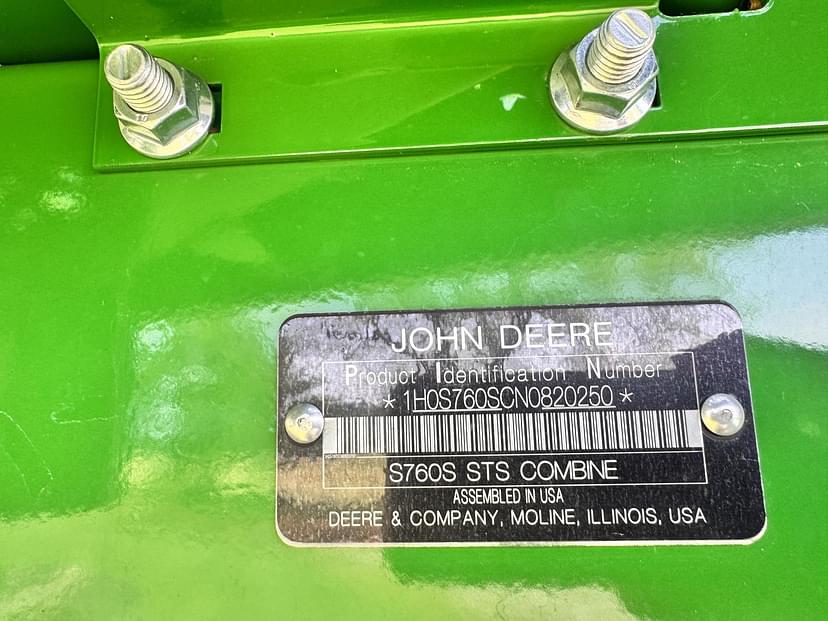 JOHN DEERE
Product Identification Number
*1H0S760SCN0820250*
S760S STS COMBINE
ASSEMBLED IN USA
DEERE & COMPANY, MOLINE, ILLINOIS, USA